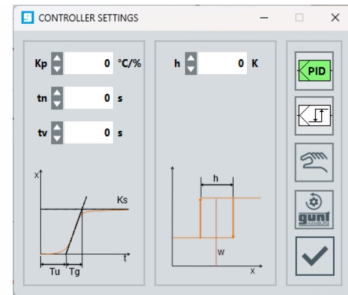 CONTROLLER SETTINGS
Kp 0 °C/%
tn 0 s
tv 0 s
x
Ks
t
Tu Tg
h 0 K
h
w
x
PID
gunt